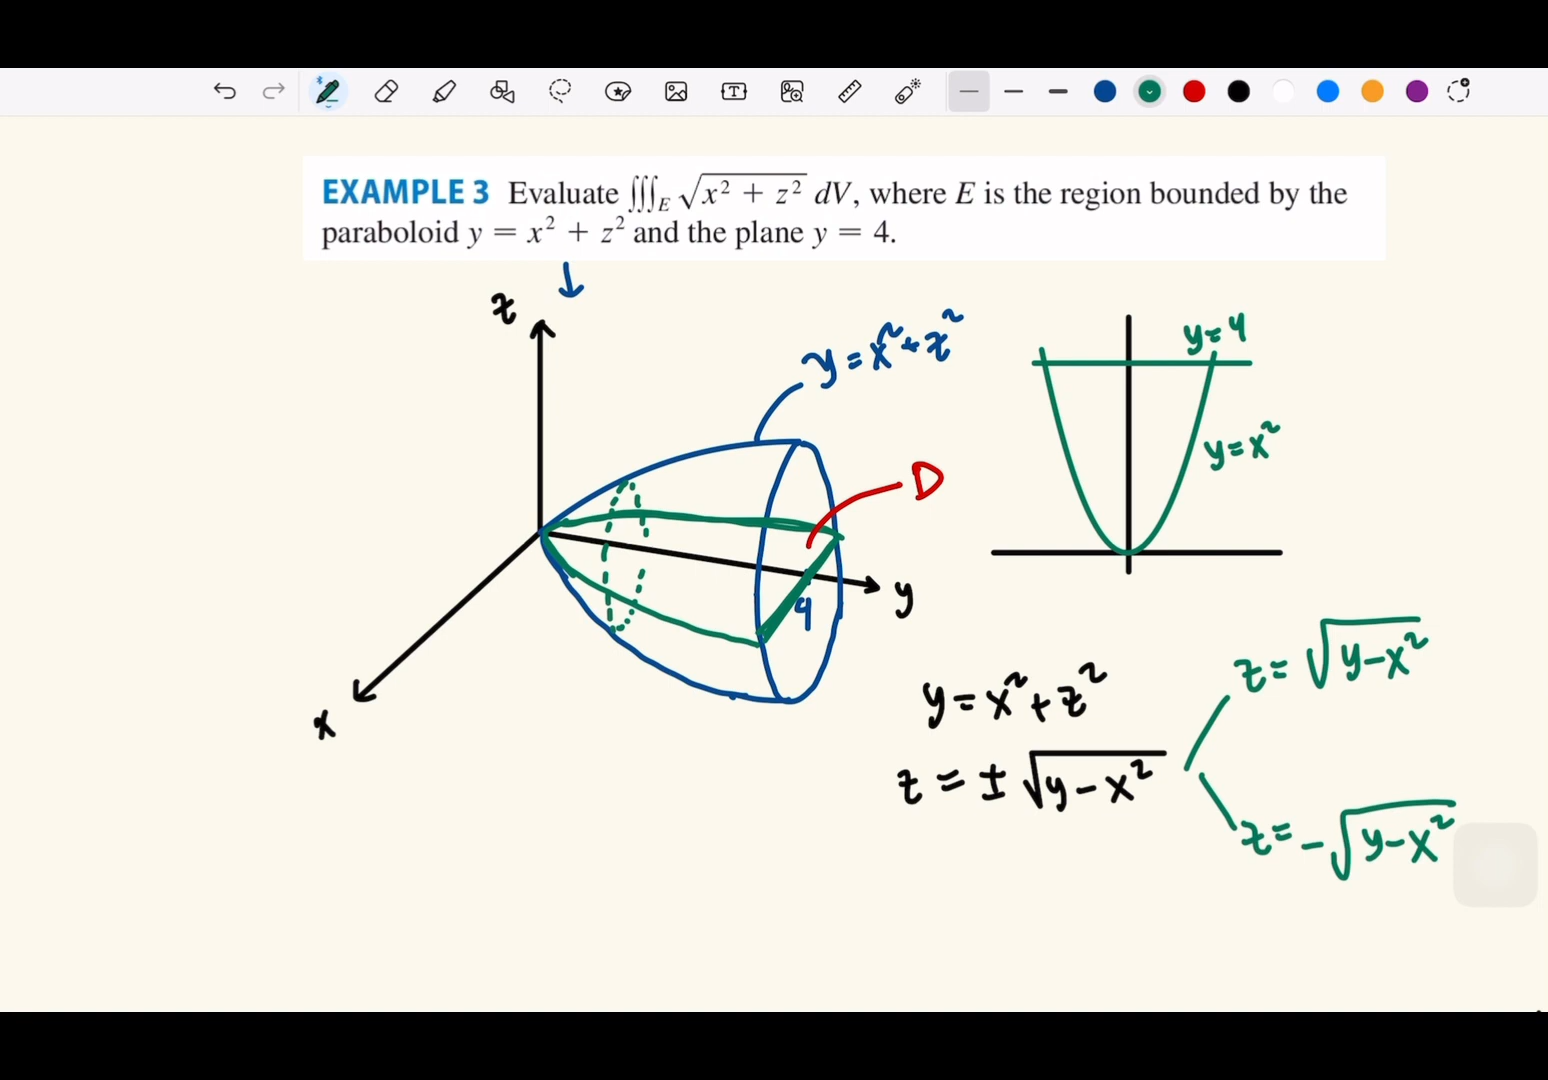 EXAMPLE 3 Evaluate ∭_E √(x² + z²) dV, where E is the region bounded by the
paraboloid y = x² + z² and the plane y = 4.
z
y = x² + z²
D
y
4
x
y = 4
y = x²
y = x² + z²
z = ± √(y - x²)
z = √(y - x²)
z = - √(y - x²)